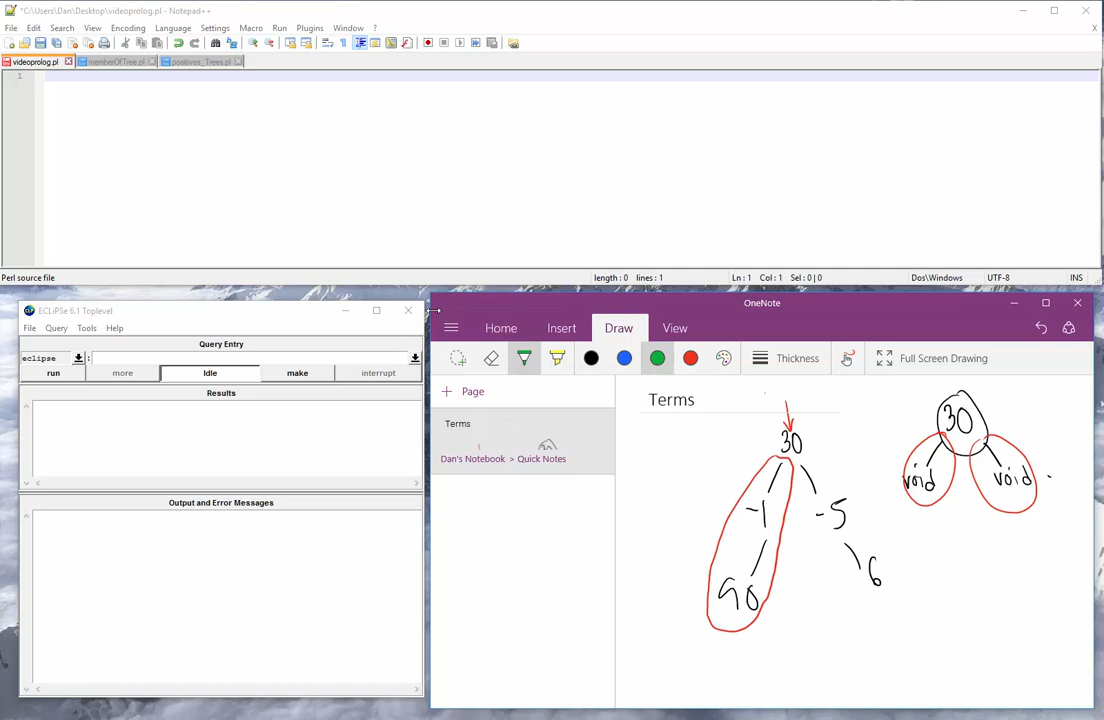 *C:\Users\Dan\Desktop\videoprolog.pl - Notepad++
File Edit Search View Encoding Language Settings Macro Run Plugins Window ? X
videoprolog.pl memberOfTree.pl positives_Trees.pl
1
Perl source file length : 0 lines : 1 Ln : 1 Col : 1 Sel : 0 | 0 Dos\Windows UTF-8 INS
ECLiPSe 6.1 Toplevel
File Query Tools Help
Query Entry
eclipse :
run more Idle make interrupt
Results
Output and Error Messages
OneNote
Home Insert Draw View
Thickness Full Screen Drawing
+ Page
Terms
Dan's Notebook > Quick Notes
Terms
30
-1 -5
90 6
30
void void